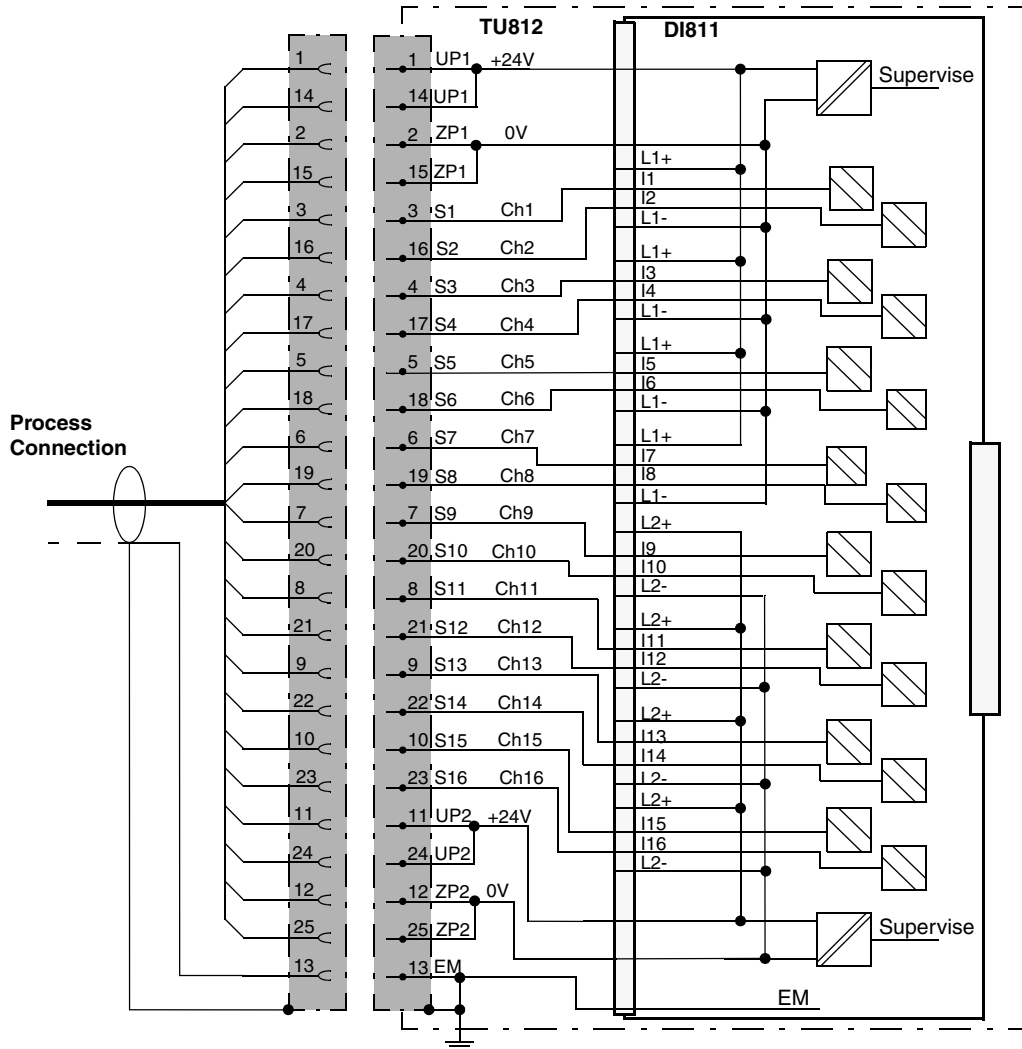 TU812 DI811
1 1 UP1 +24V Supervise
14 14 UP1
2 2 ZP1 0V
L1+
15 15 ZP1
I1
I2
3 3 S1 Ch1
L1-
16 16 S2 Ch2
L1+
I3
4 4 S3 Ch3
I4
L1-
17 17 S4 Ch4
L1+
5 5 S5 Ch5 I5
I6
18 18 S6 Ch6
L1-
Process
Connection
6 6 S7 Ch7 L1+
I7
19 19 S8 Ch8 I8
L1-
7 7 S9 Ch9
L2+
I9
20 20 S10 Ch10
I10
L2-
8 8 S11 Ch11
L2+
21 21 S12 Ch12
I11
I12
9 9 S13 Ch13
L2-
22 22 S14 Ch14
L2+
I13
10 10 S15 Ch15
I14
23 23 S16 Ch16 L2-
L2+
11 11 UP2 +24V
I15
I16
24 24 UP2 L2-
12 12 ZP2 0V
25 25 ZP2 Supervise
13 13 EM
EM